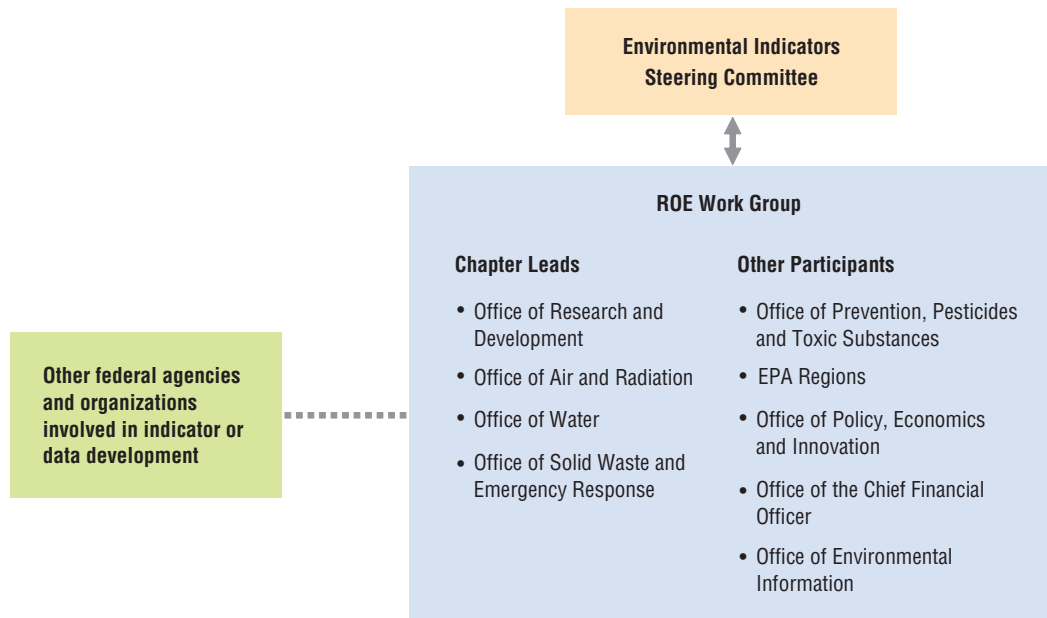 Environmental Indicators
Steering Committee
ROE Work Group
Chapter Leads
• Office of Research and
Development
• Office of Air and Radiation
• Office of Water
• Office of Solid Waste and
Emergency Response
Other Participants
• Office of Prevention, Pesticides
and Toxic Substances
• EPA Regions
• Office of Policy, Economics
and Innovation
• Office of the Chief Financial
Officer
• Office of Environmental
Information
Other federal agencies
and organizations
involved in indicator or
data development